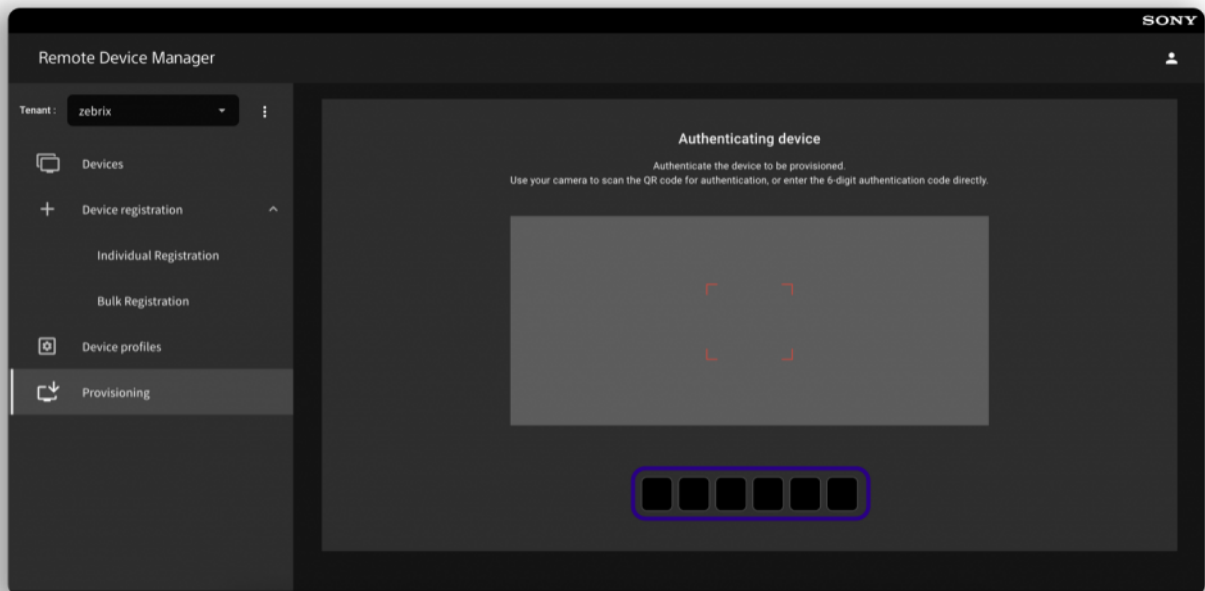 SONY
Remote Device Manager
Tenant :
zebrix
Devices
Device registration
Individual Registration
Bulk Registration
Device profiles
Provisioning
Authenticating device
Authenticate the device to be provisioned.
Use your camera to scan the QR code for authentication, or enter the 6-digit authentication code directly.